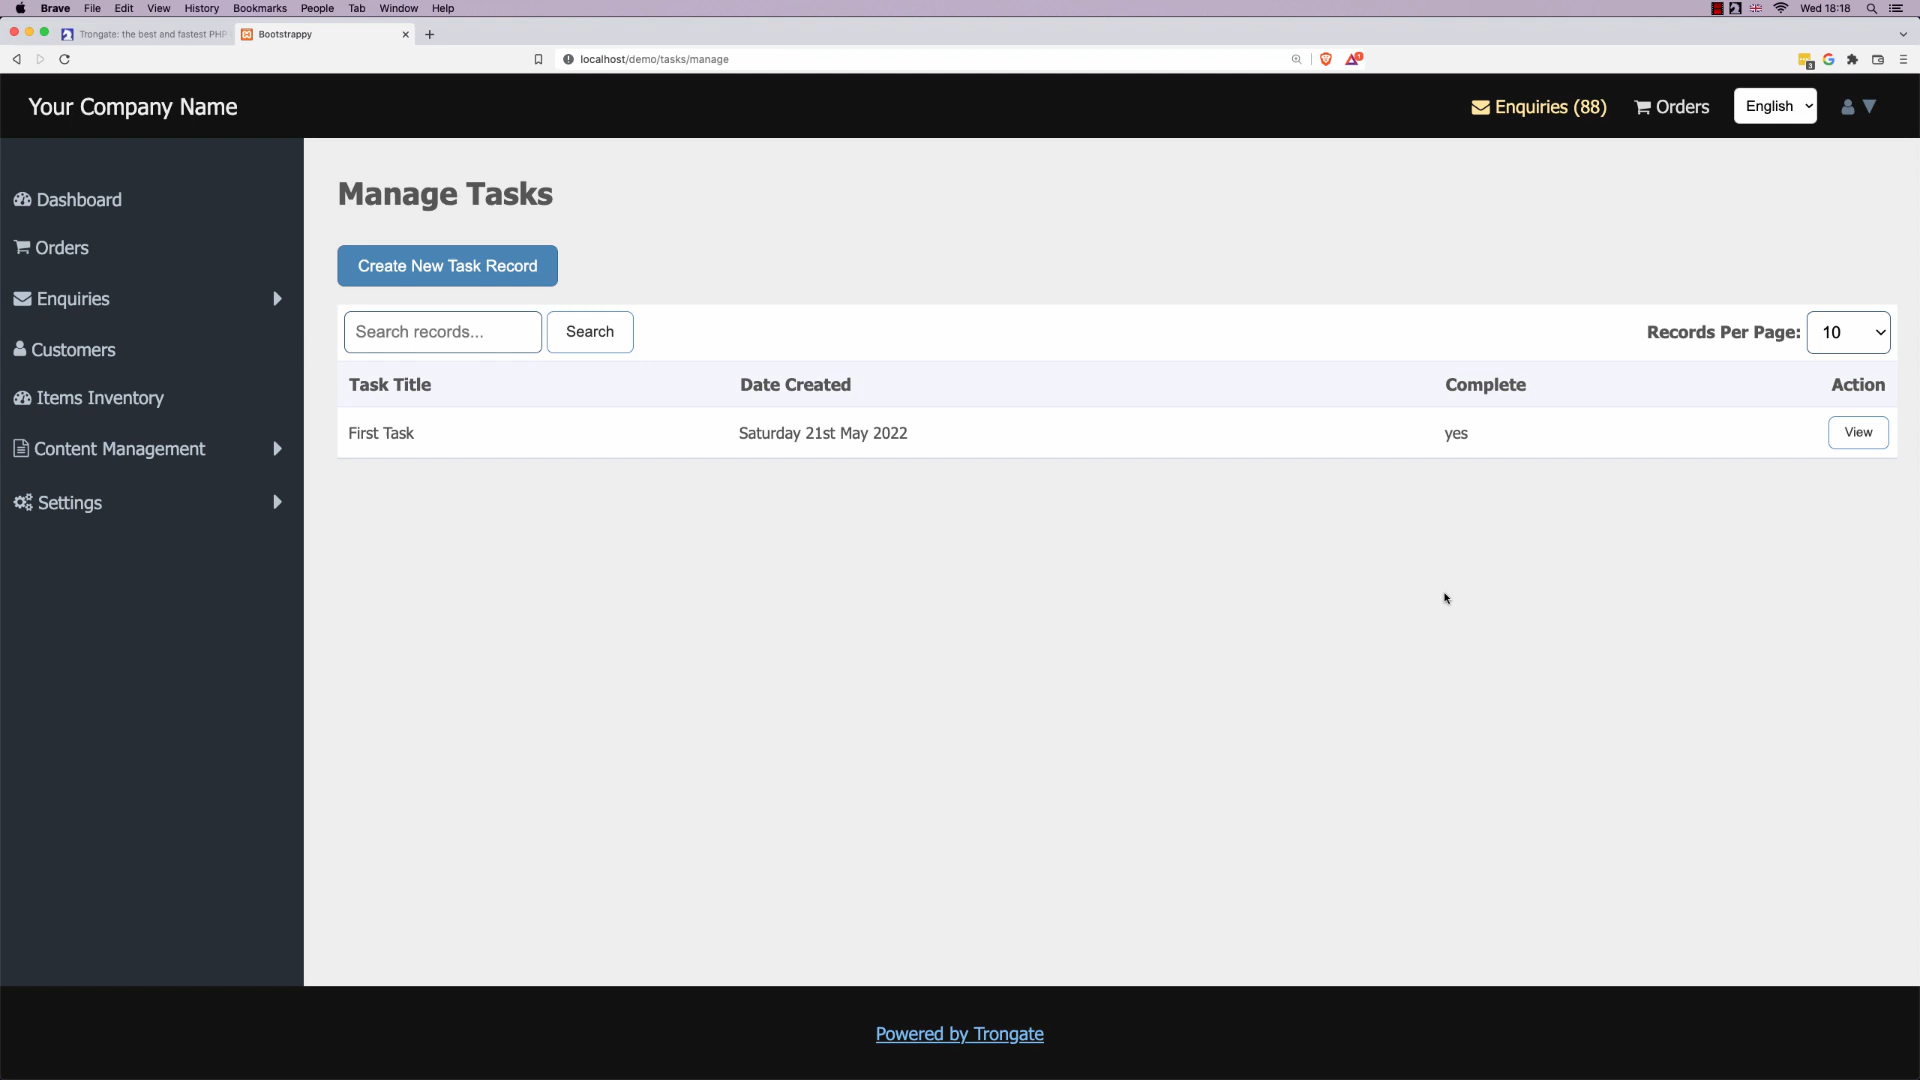 Brave File Edit View History Bookmarks People Tab Window Help Wed 18:18
Trongate: the best and fastest PHP
Bootstrappy
localhost/demo/tasks/manage
Your Company Name
Enquiries (88)
Orders
English
Dashboard
Orders
Enquiries
Customers
Items Inventory
Content Management
Settings
Manage Tasks
Create New Task Record
Search records...
Search
Records Per Page: 10
Task Title Date Created Complete Action
First Task Saturday 21st May 2022 yes View
Powered by Trongate